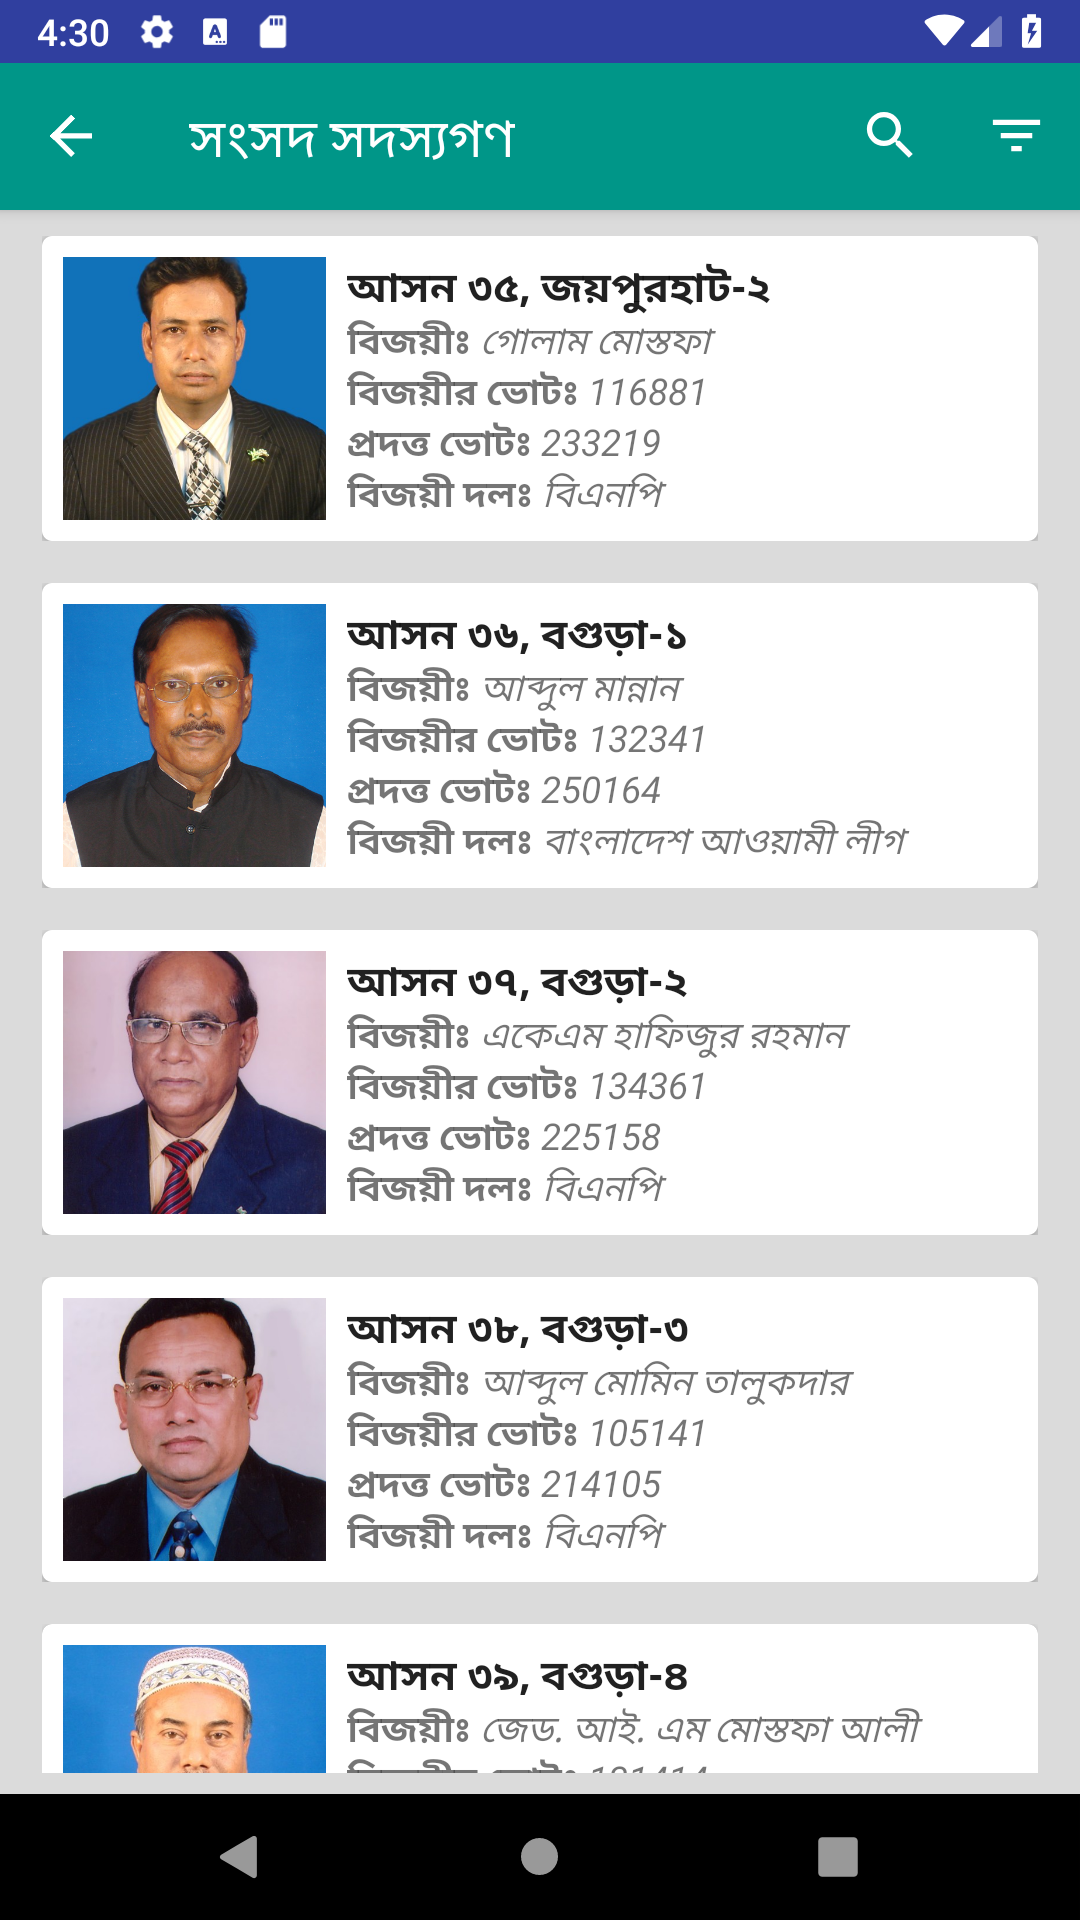 4:30
সংসদ সদস্যগণ
আসন ৩৫, জয়পুরহাট-২
বিজয়ীঃ গোলাম মোস্তফা
বিজয়ীর ভোটঃ 116881
প্রদত্ত ভোটঃ 233219
বিজয়ী দলঃ বিএনপি
আসন ৩৬, বগুড়া-১
বিজয়ীঃ আব্দুল মান্নান
বিজয়ীর ভোটঃ 132341
প্রদত্ত ভোটঃ 250164
বিজয়ী দলঃ বাংলাদেশ আওয়ামী লীগ
আসন ৩৭, বগুড়া-২
বিজয়ীঃ একেএম হাফিজুর রহমান
বিজয়ীর ভোটঃ 134361
প্রদত্ত ভোটঃ 225158
বিজয়ী দলঃ বিএনপি
আসন ৩৮, বগুড়া-৩
বিজয়ীঃ আব্দুল মোমিন তালুকদার
বিজয়ীর ভোটঃ 105141
প্রদত্ত ভোটঃ 214105
বিজয়ী দলঃ বিএনপি
আসন ৩৯, বগুড়া-৪
বিজয়ীঃ জেড. আই. এম মোস্তফা আলী